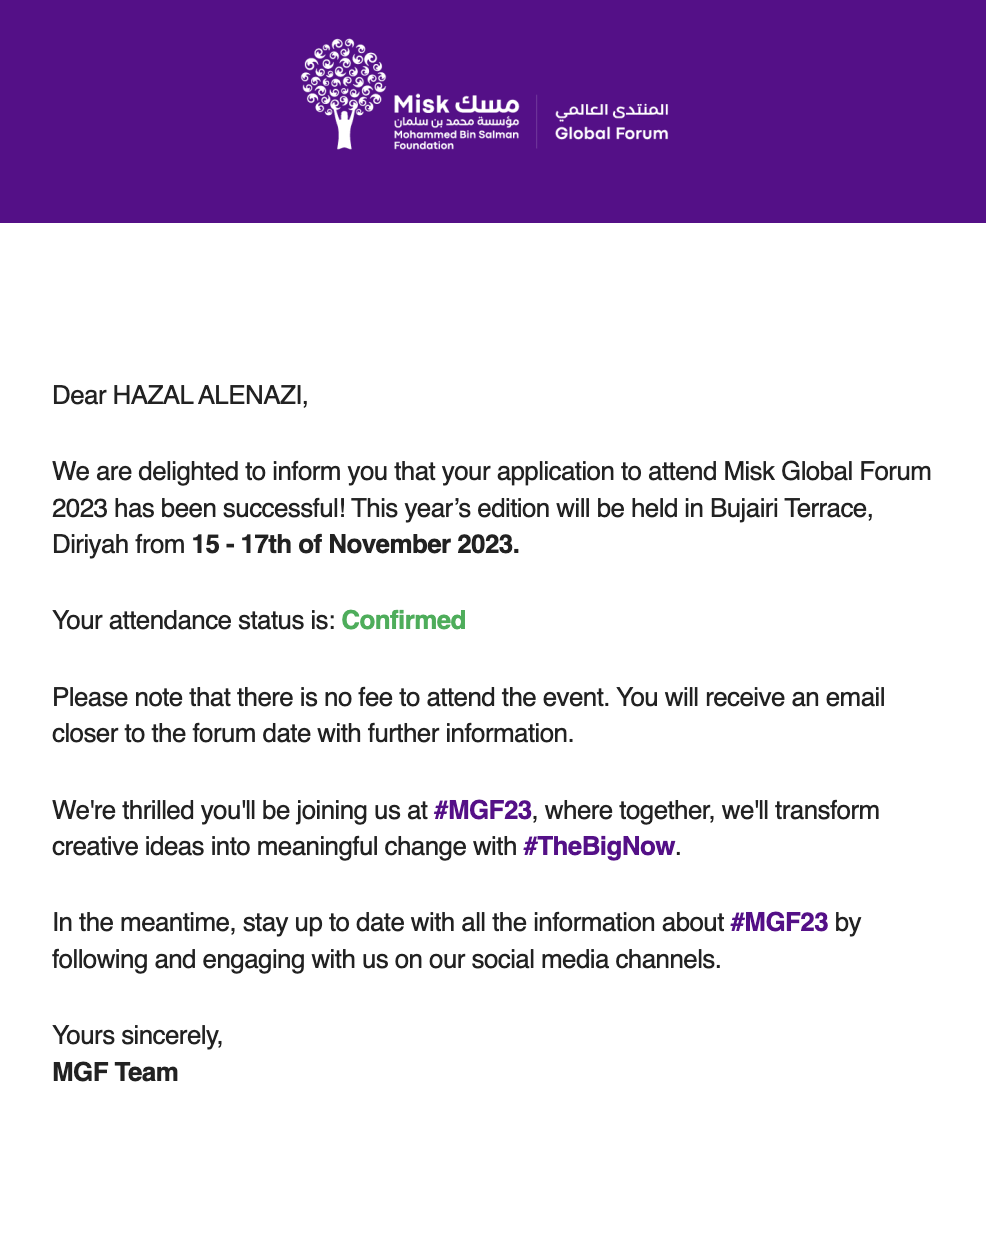 Misk مسك
مؤسسة محمد بن سلمان
Mohammed Bin Salman
Foundation
المنتدى العالمي
Global Forum
Dear HAZAL ALENAZI,
We are delighted to inform you that your application to attend Misk Global Forum
2023 has been successful! This year’s edition will be held in Bujairi Terrace,
Diriyah from 15 - 17th of November 2023.
Your attendance status is: Confirmed
Please note that there is no fee to attend the event. You will receive an email
closer to the forum date with further information.
We're thrilled you'll be joining us at #MGF23, where together, we'll transform
creative ideas into meaningful change with #TheBigNow.
In the meantime, stay up to date with all the information about #MGF23 by
following and engaging with us on our social media channels.
Yours sincerely,
MGF Team